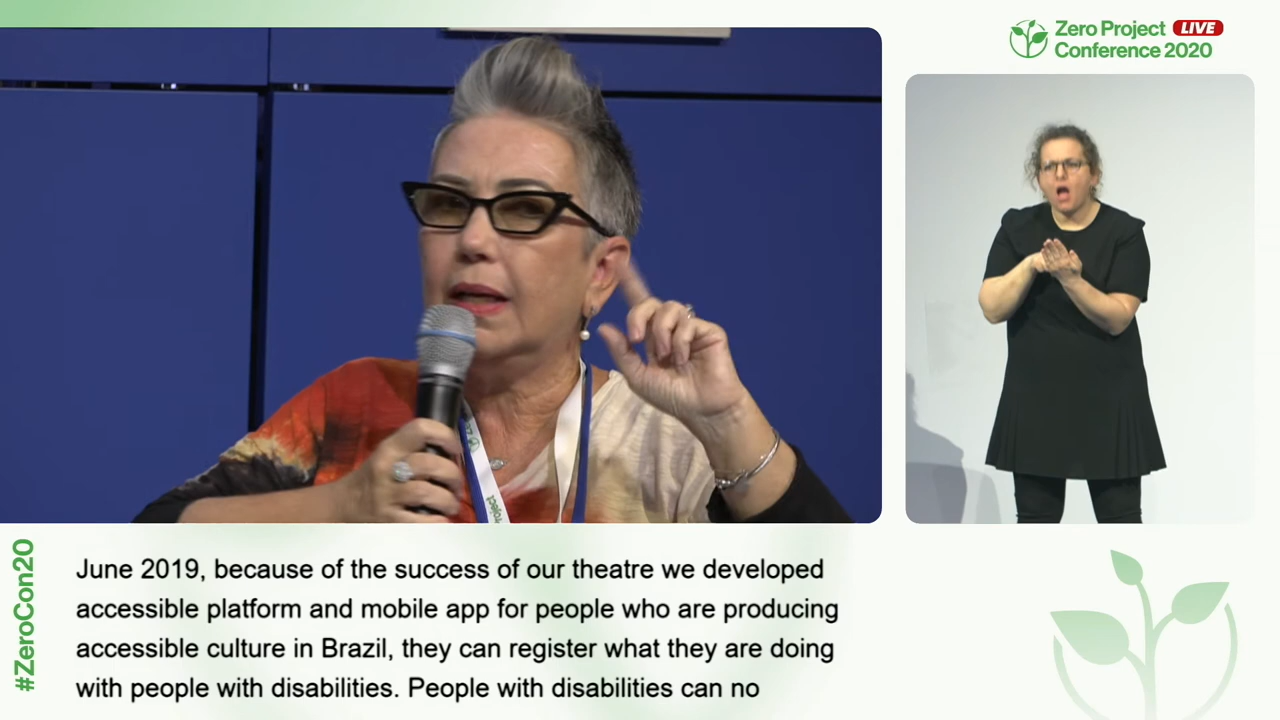 Zero Project LIVE
Conference 2020
#ZeroCon20
June 2019, because of the success of our theatre we developed
accessible platform and mobile app for people who are producing
accessible culture in Brazil, they can register what they are doing
with people with disabilities. People with disabilities can no